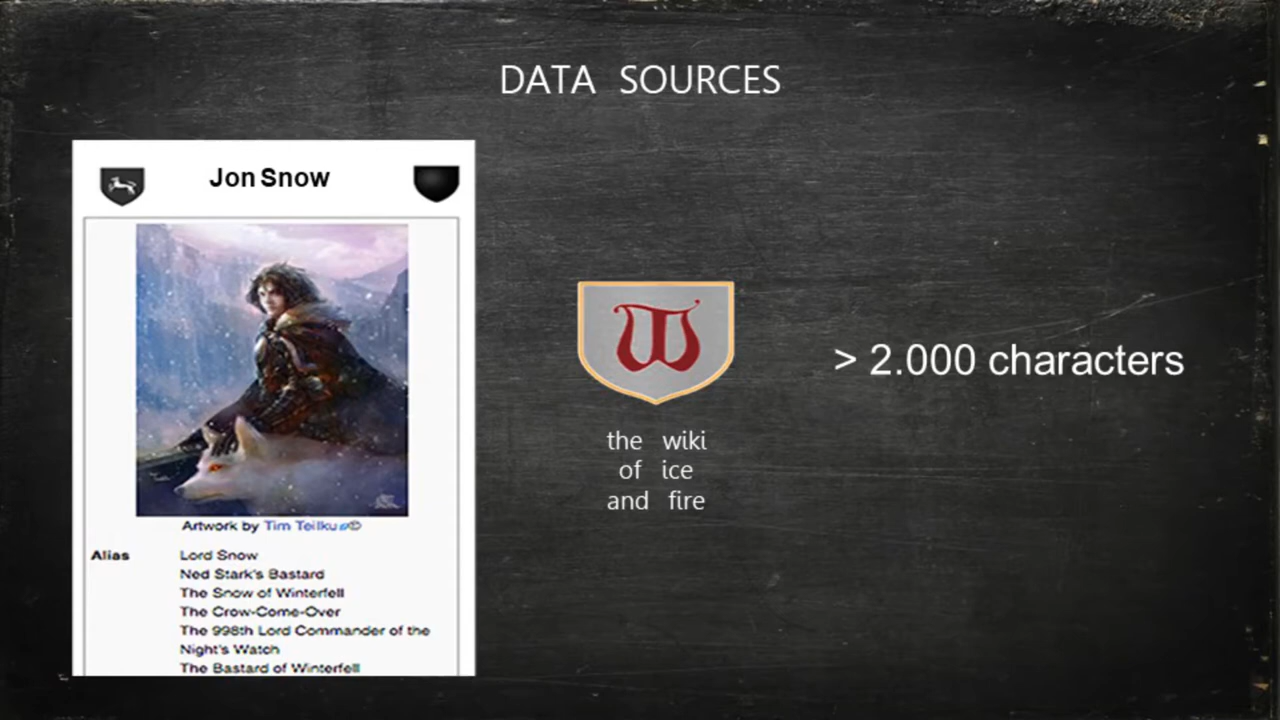 DATA SOURCES
Jon Snow
Artwork by Tim Teilku©
Alias Lord Snow
Ned Stark's Bastard
The Snow of Winterfell
The Crow-Come-Over
The 998th Lord Commander of the
Night's Watch
The Bastard of Winterfell
W
the wiki
of ice
and fire
> 2.000 characters